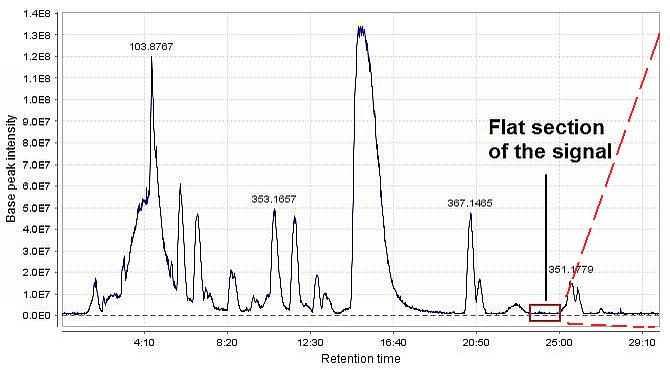 1.4E8
1.3E8
1.2E8
1.1E8
1.0E8
9.0E7
8.0E7
7.0E7
6.0E7
5.0E7
4.0E7
3.0E7
2.0E7
1.0E7
0.0E0
Base peak intensity
103.8767
353.1657
367.1465
351.1779
Flat section
of the signal
4:10 8:20 12:30 16:40 20:50 25:00 29:10
Retention time